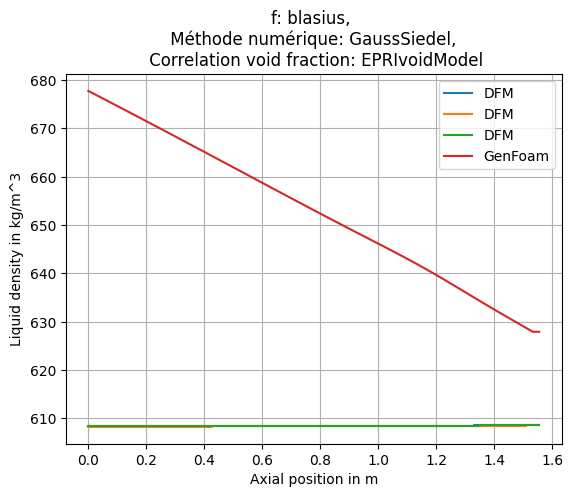 f: blasius,
Méthode numérique: GaussSiedel,
Correlation void fraction: EPRIvoidModel
680
670
660
650
640
630
620
610
Liquid density in kg/m^3
DFM
DFM
DFM
GenFoam
0.0 0.2 0.4 0.6 0.8 1.0 1.2 1.4 1.6
Axial position in m